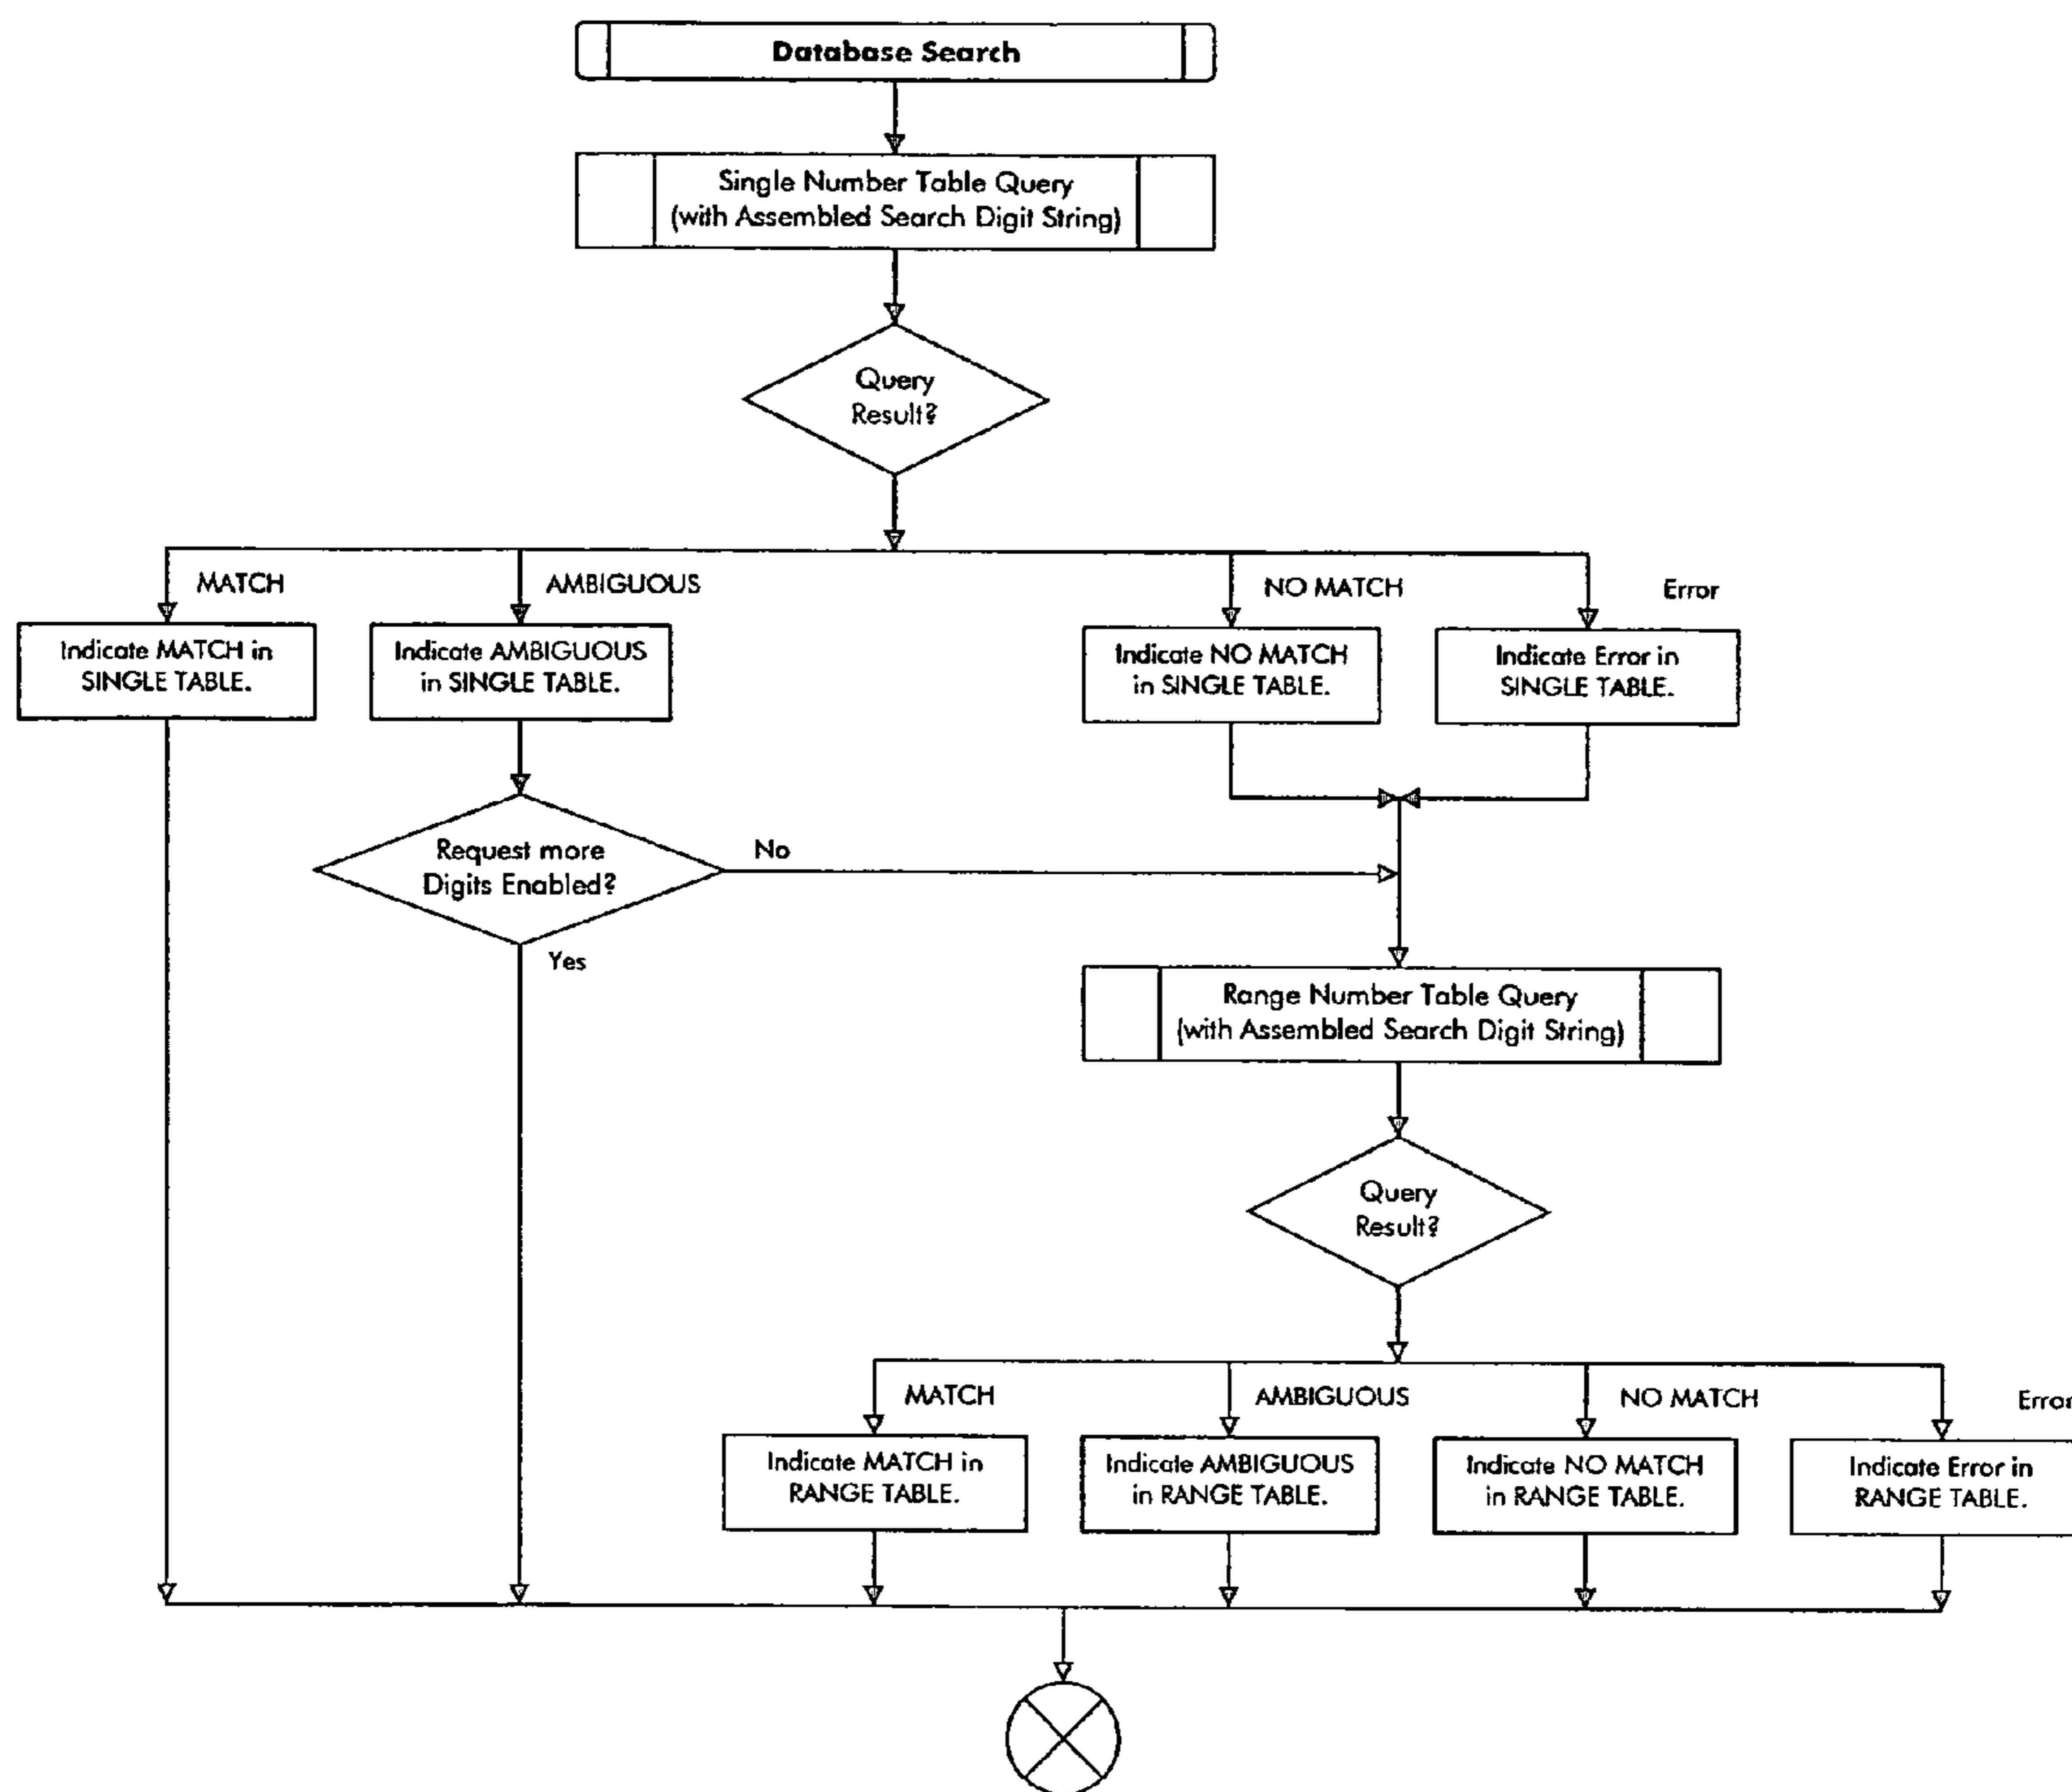 Database Search
Single Number Table Query
(with Assembled Search Digit String)
Query
Result?
MATCH
AMBIGUOUS
NO MATCH
Error
Indicate MATCH in
SINGLE TABLE.
Indicate AMBIGUOUS
in SINGLE TABLE.
Indicate NO MATCH
in SINGLE TABLE.
Indicate Error in
SINGLE TABLE.
Request more
Digits Enabled?
No
Yes
Range Number Table Query
(with Assembled Search Digit String)
Query
Result?
MATCH
AMBIGUOUS
NO MATCH
Error
Indicate MATCH in
RANGE TABLE.
Indicate AMBIGUOUS
in RANGE TABLE.
Indicate NO MATCH
in RANGE TABLE.
Indicate Error in
RANGE TABLE.